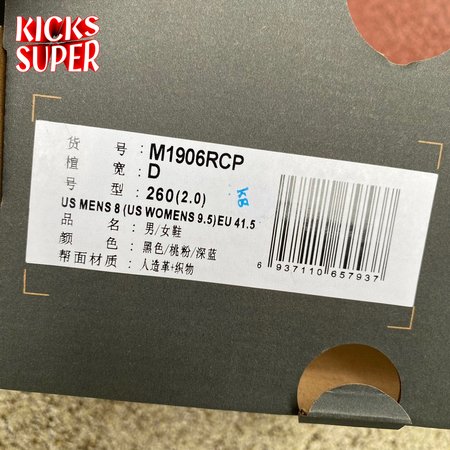 KICKS
SUPER
货 号 : M1906RCP
楦 宽 : D
号 型 : 260(2.0)
kg
US MENS 8 (US WOMENS 9.5) EU 41.5
品 名 : 男/女鞋
颜 色 : 黑色/桃粉/深蓝
帮面材质 : 人造革+织物
6 937110 657937